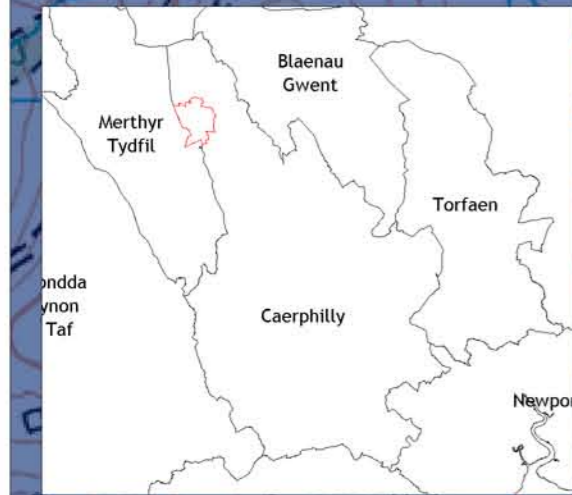 Blaenau
Gwent
Merthyr
Tydfil
Torfaen
ondda
ynon
Taf
Caerphilly
Newpor